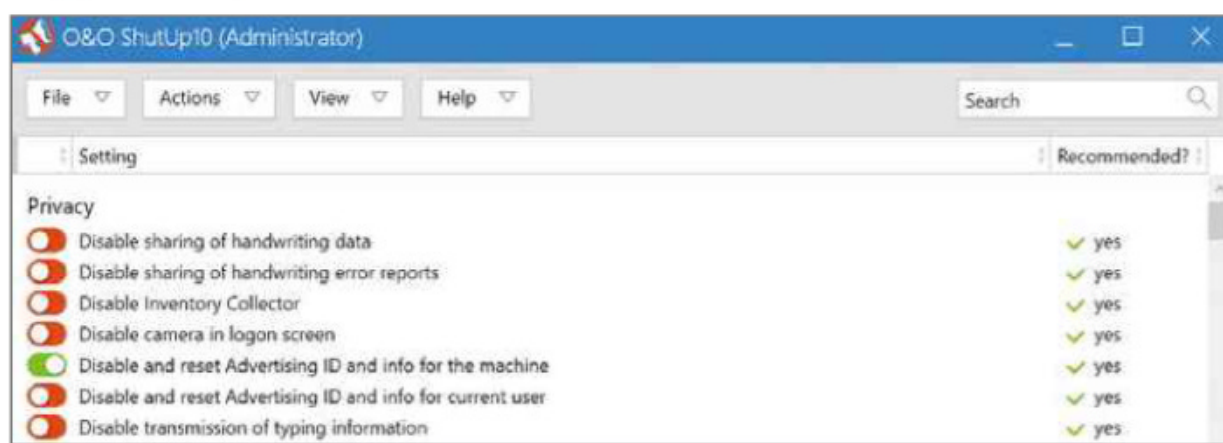 O&O ShutUp10 (Administrator)
File Actions View Help Search
Setting Recommended?
Privacy
Disable sharing of handwriting data yes
Disable sharing of handwriting error reports yes
Disable Inventory Collector yes
Disable camera in logon screen yes
Disable and reset Advertising ID and info for the machine yes
Disable and reset Advertising ID and info for current user yes
Disable transmission of typing information yes